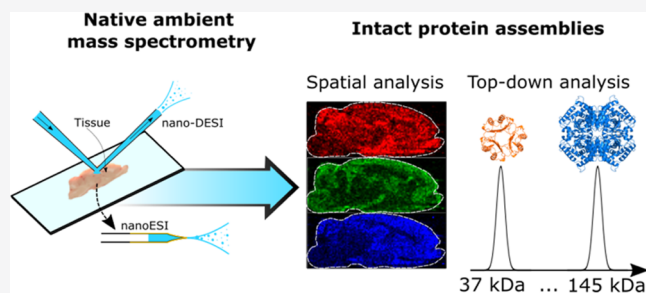 Native ambient
mass spectrometry
Tissue
nano-DESI
nanoESI
Intact protein assemblies
Spatial analysis
Top-down analysis
37 kDa ... 145 kDa